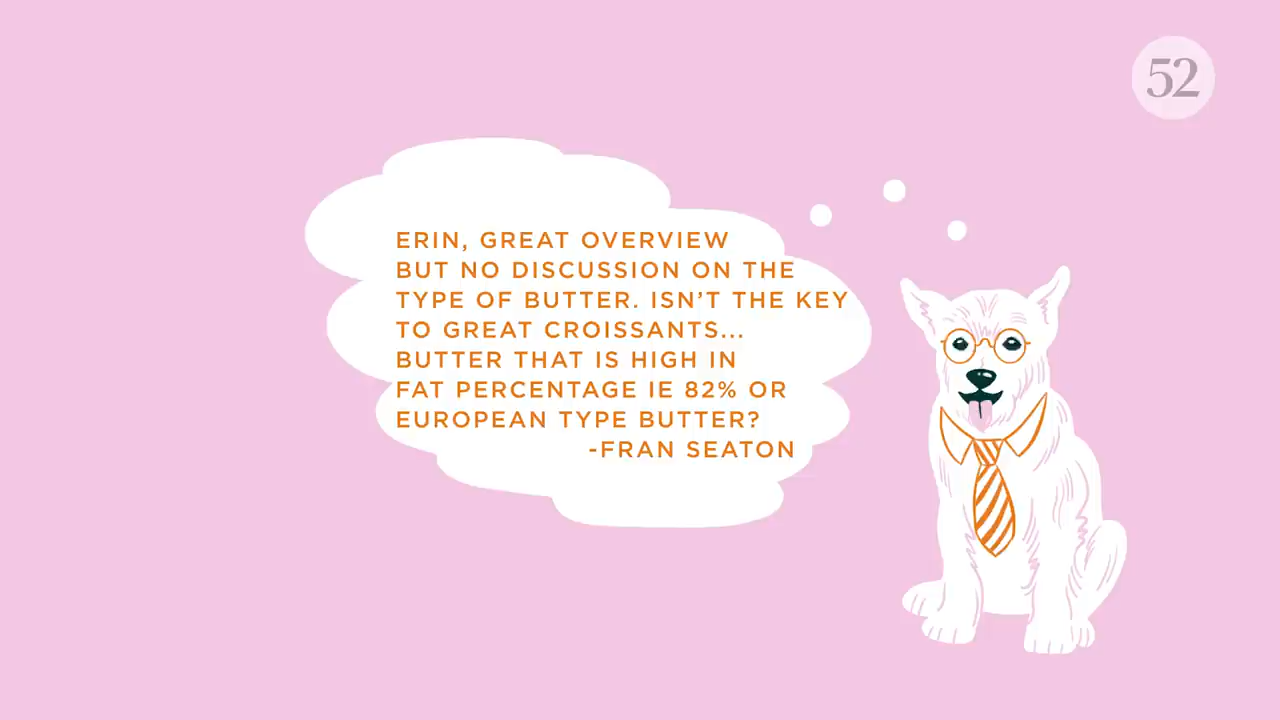 52
ERIN, GREAT OVERVIEW
BUT NO DISCUSSION ON THE
TYPE OF BUTTER. ISN’T THE KEY
TO GREAT CROISSANTS...
BUTTER THAT IS HIGH IN
FAT PERCENTAGE IE 82% OR
EUROPEAN TYPE BUTTER?
-FRAN SEATON